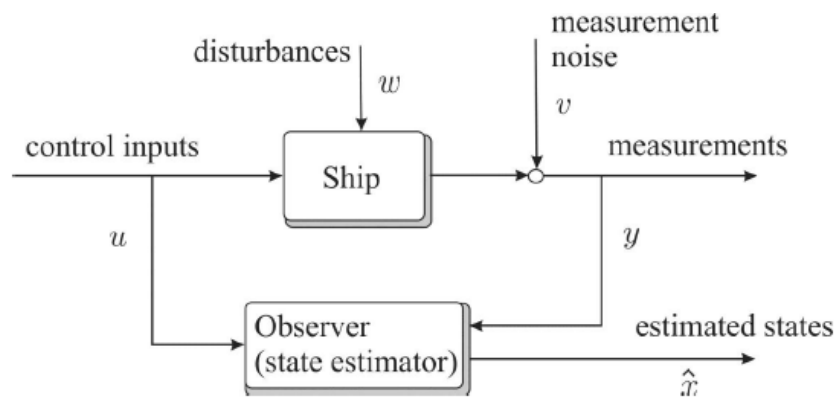 disturbances
w
measurement
noise
v
control inputs
Ship
measurements
u
y
Observer
(state estimator)
estimated states
x̂